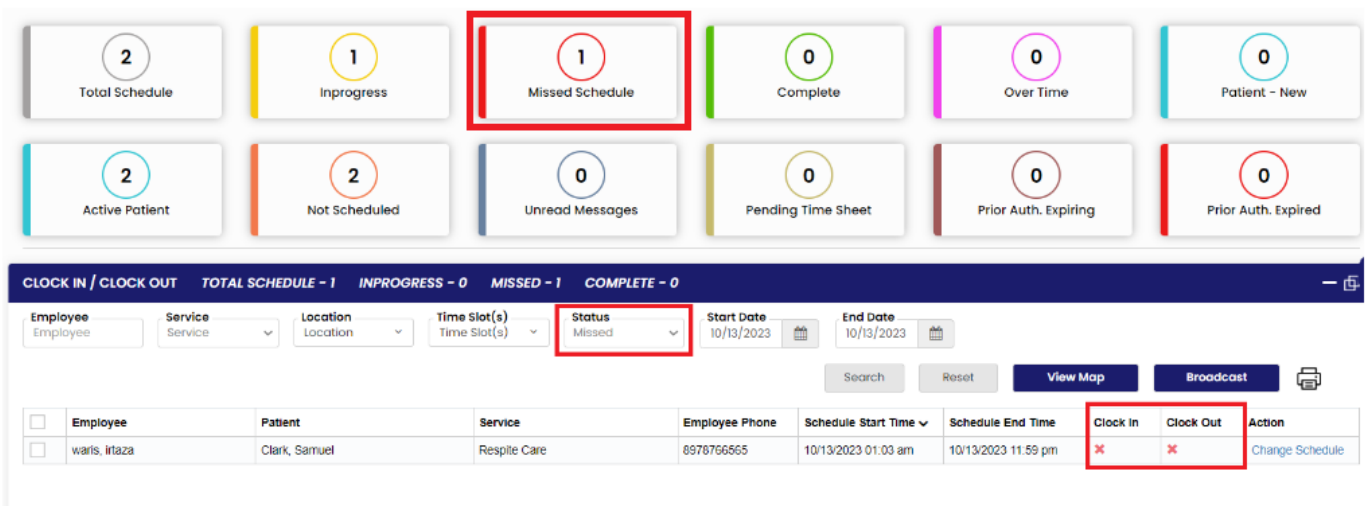 2 1 1 0 0 0
Total Schedule Inprogress Missed Schedule Complete Over Time Patient - New
2 2 0 0 0 0
Active Patient Not Scheduled Unread Messages Pending Time Sheet Prior Auth. Expiring Prior Auth. Expired
CLOCK IN / CLOCK OUT TOTAL SCHEDULE - 1 INPROGRESS - 0 MISSED - 1 COMPLETE - 0
Employee Service Location Time Slot(s) Status Start Date End Date
Employee Service Location Time Slot(s) Missed 10/13/2023 10/13/2023
Search Reset View Map Broadcast
Employee Patient Service Employee Phone Schedule Start Time Schedule End Time Clock In Clock Out Action
waris, irtaza Clark, Samuel Respite Care 8978766565 10/13/2023 01:03 am 10/13/2023 11:59 pm Change Schedule